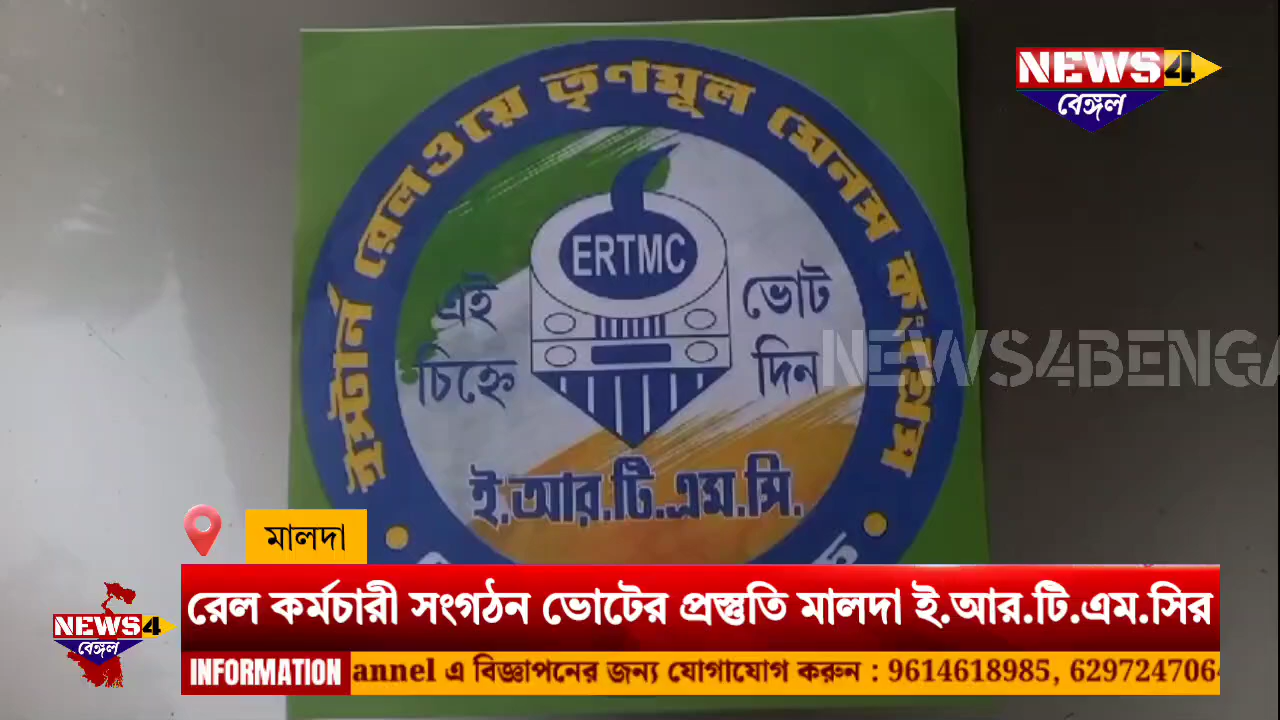 NEWS4
বেঙ্গল
ইস্টার্ন রেলওয়ে তৃণমূল মেনস কংগ্রেস
ERTMC
এই চিহ্নে
ভোট দিন
ই.আর.টি.এম.সি.
NEWS4BENGA
মালদা
রেল কর্মচারী সংগঠন ভোটের প্রস্তুতি মালদা ই.আর.টি.এম.সির
NEWS4
বেঙ্গল
INFORMATION
annel এ বিজ্ঞাপনের জন্য যোগাযোগ করুন : 9614618985, 629724706